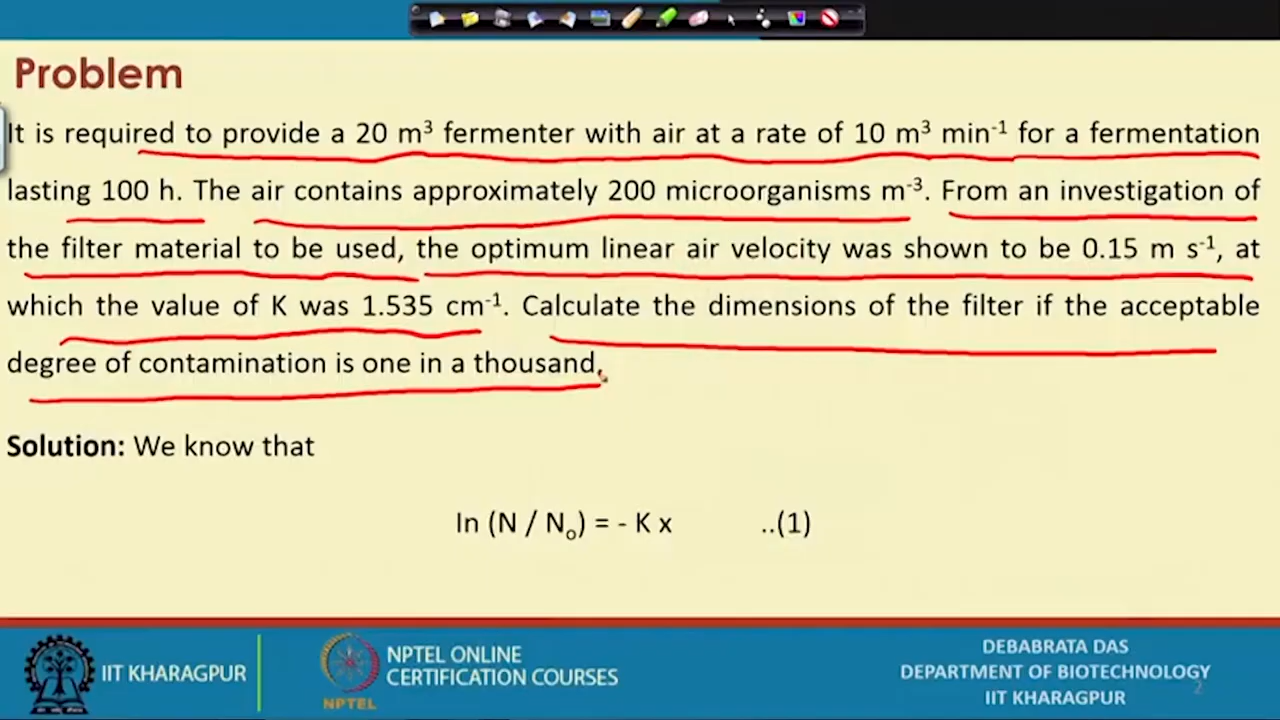 Problem
It is required to provide a 20 m³ fermenter with air at a rate of 10 m³ min⁻¹ for a fermentation
lasting 100 h. The air contains approximately 200 microorganisms m⁻³. From an investigation of
the filter material to be used, the optimum linear air velocity was shown to be 0.15 m s⁻¹, at
which the value of K was 1.535 cm⁻¹. Calculate the dimensions of the filter if the acceptable
degree of contamination is one in a thousand.
Solution: We know that
ln (N / Nₒ) = - K x ..(1)
IIT KHARAGPUR
NPTEL
NPTEL ONLINE
CERTIFICATION COURSES
DEBABRATA DAS
DEPARTMENT OF BIOTECHNOLOGY
IIT KHARAGPUR
2